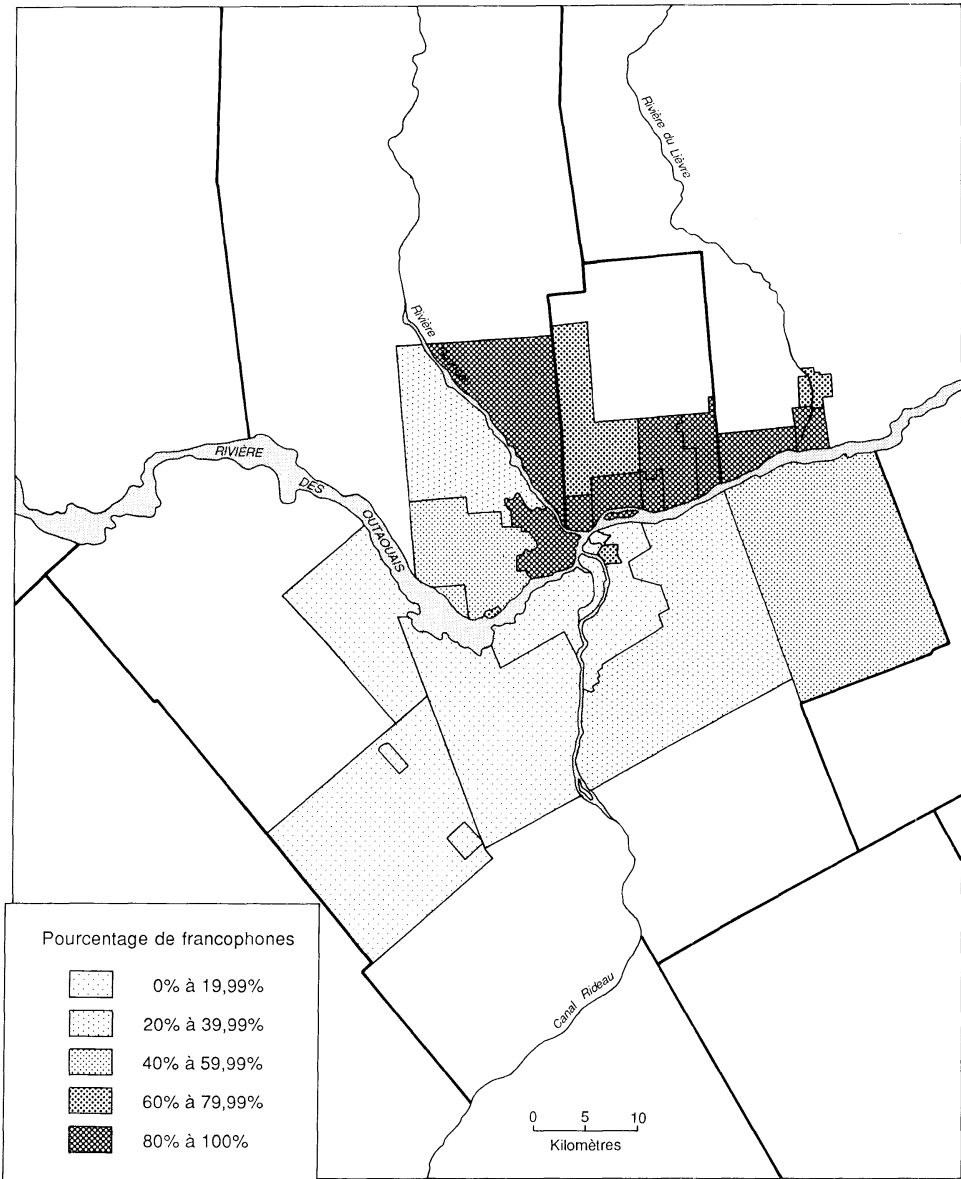 Rivière du Lièvre
Rivière
RIVIÈRE
DES
OUTAOUAIS
Pourcentage de francophones
0% à 19,99%
20% à 39,99%
40% à 59,99%
60% à 79,99%
80% à 100%
Canal Rideau
0 5 10
Kilomètres